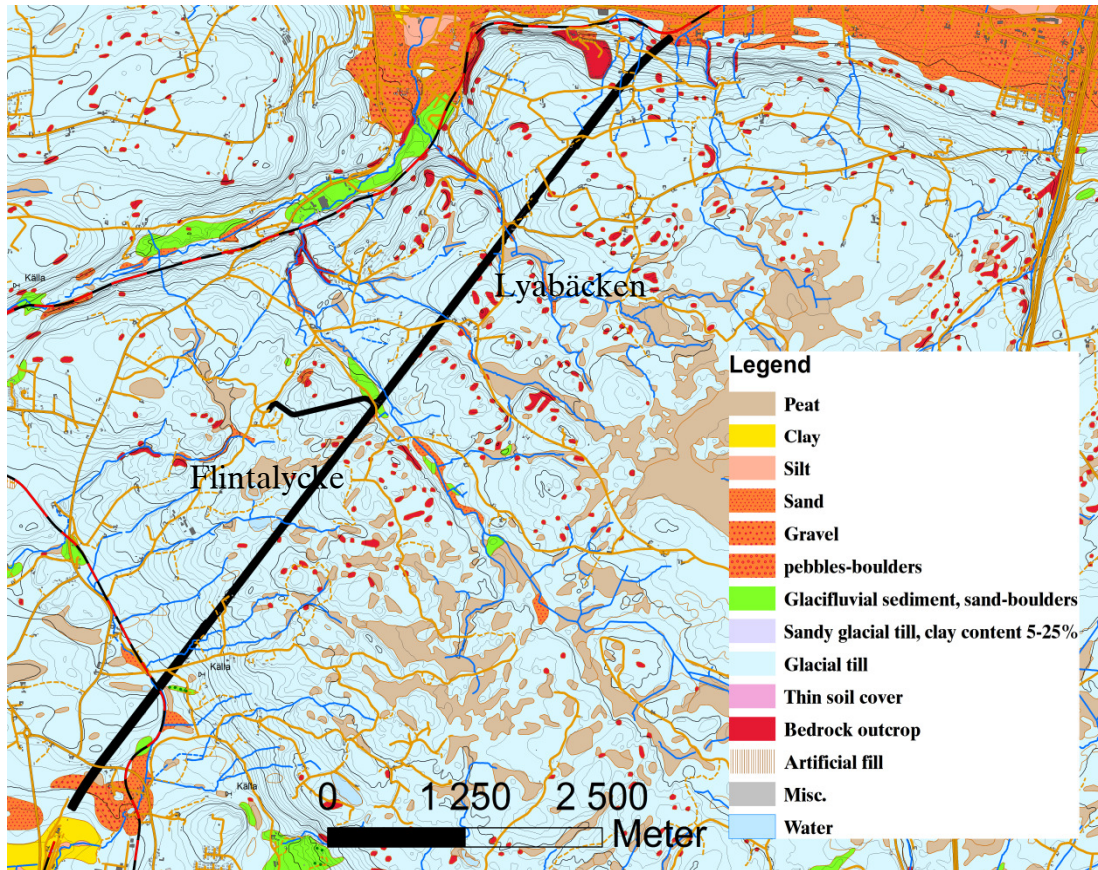 Källa
Lyabäcken
Flintalycke
Källa
Källa
Legend
Peat
Clay
Silt
Sand
Gravel
pebbles-boulders
Glacifluvial sediment, sand-boulders
Sandy glacial till, clay content 5-25%
Glacial till
Thin soil cover
Bedrock outcrop
Artificial fill
Misc.
Water
0 1 250 2 500
Meter